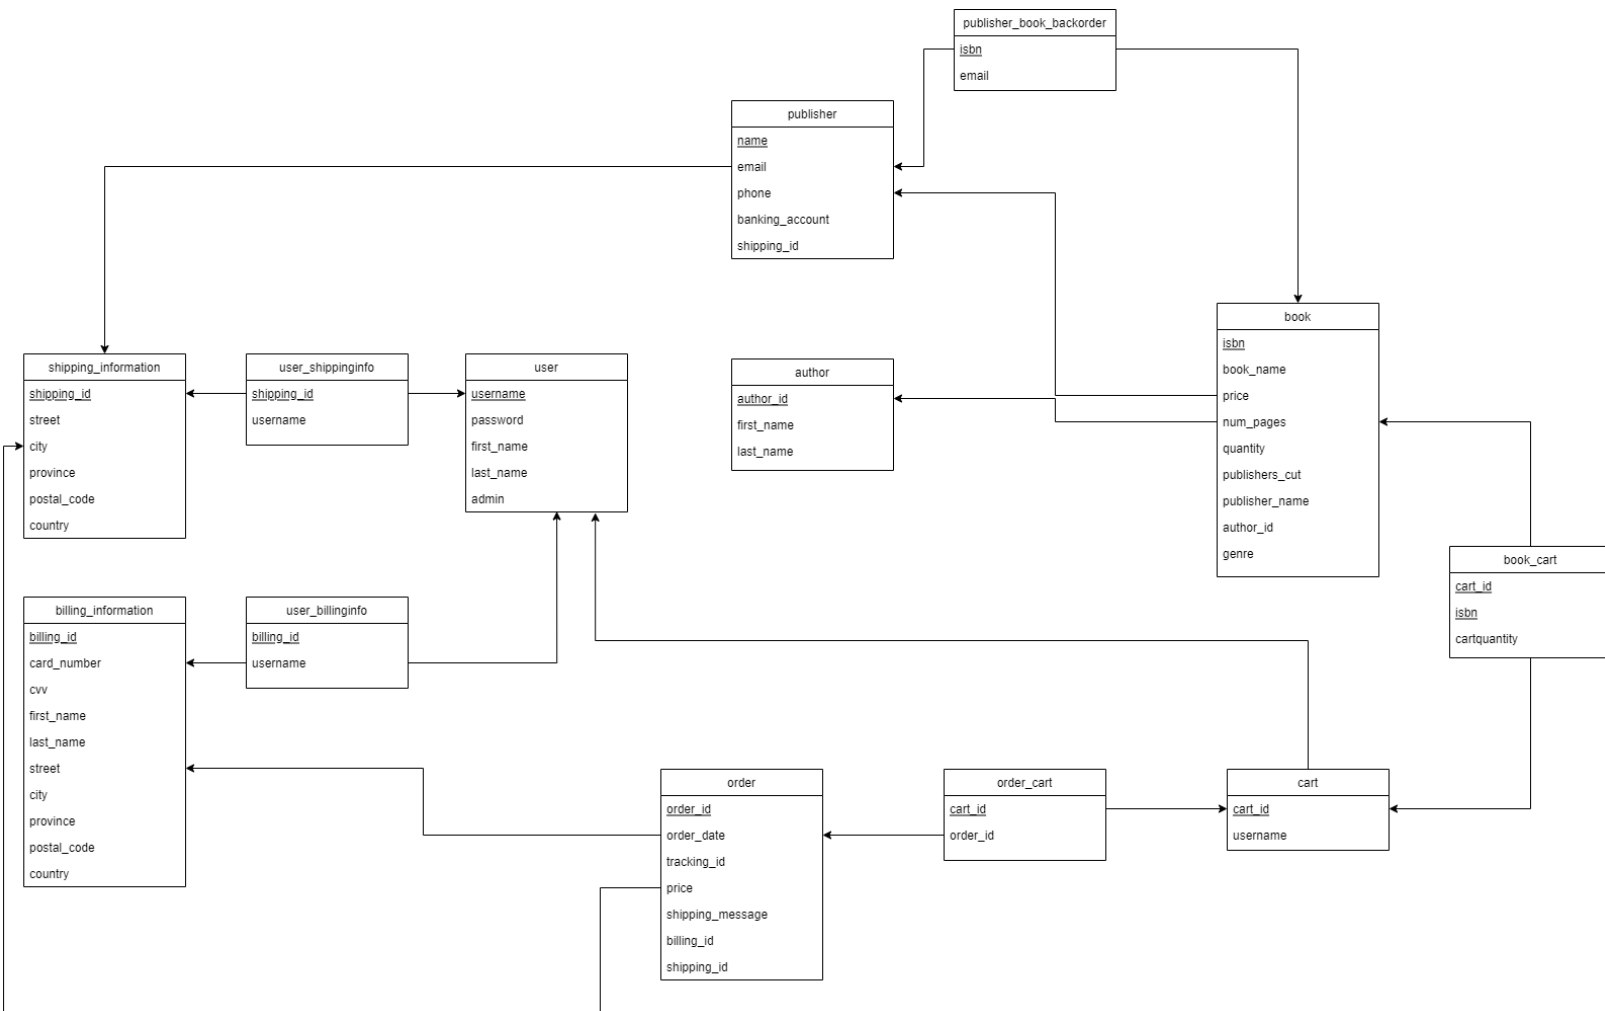 publisher_book_backorder
isbn
email
publisher
name
email
phone
banking_account
shipping_id
book
isbn
book_name
price
num_pages
quantity
publishers_cut
publisher_name
author_id
genre
shipping_information
shipping_id
street
city
province
postal_code
country
user_shippinginfo
shipping_id
username
user
username
password
first_name
last_name
admin
author
author_id
first_name
last_name
book_cart
cart_id
isbn
cartquantity
billing_information
billing_id
card_number
cvv
first_name
last_name
street
city
province
postal_code
country
user_billinginfo
billing_id
username
order
order_id
order_date
tracking_id
price
shipping_message
billing_id
shipping_id
order_cart
cart_id
order_id
cart
cart_id
username